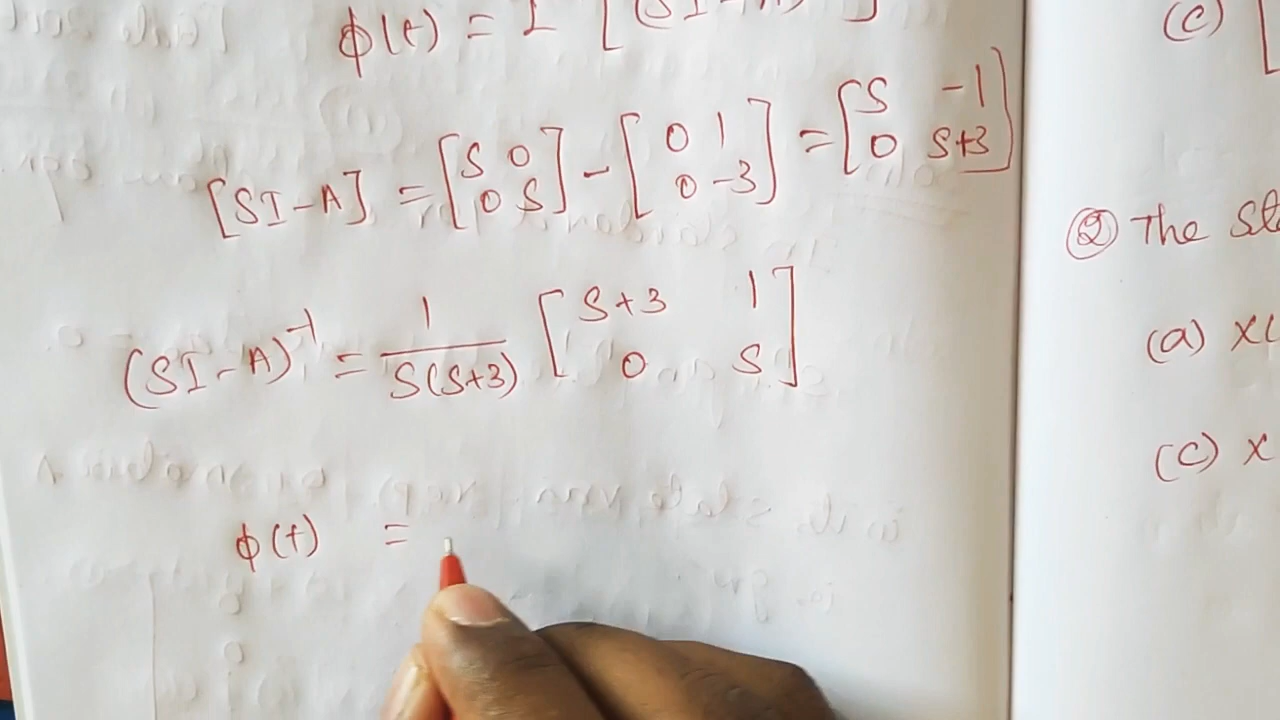 ϕ(t) = [(SI-A)]
[SI-A] = [S 0 0 S] - [0 1 0 -3] = [S -1 0 S+3]
(SI-A)⁻¹ = 1/S(S+3) [S+3 1 0 S]
ϕ(t) =
(c) [
② The
(a) x(
(c) x